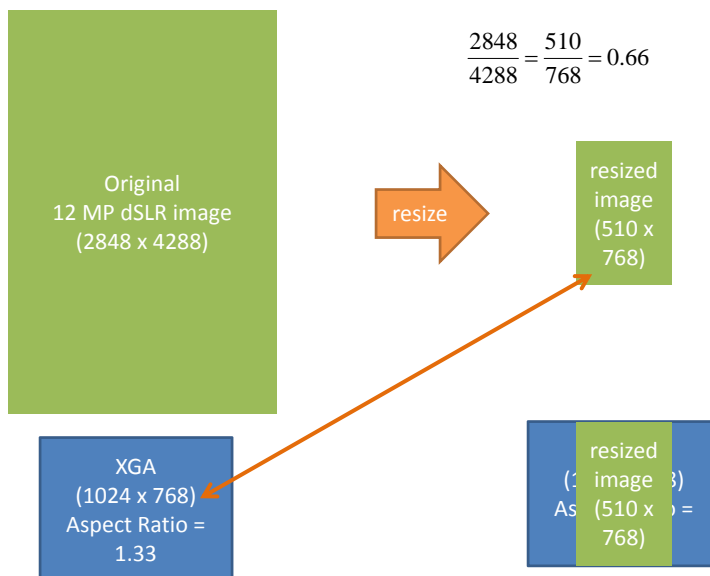 2848/4288 = 510/768 = 0.66
Original
12 MP dSLR image
(2848 x 4288)
resize
resized
image
(510 x
768)
XGA
(1024 x 768)
Aspect Ratio =
1.33
resized
image
(510 x
768)